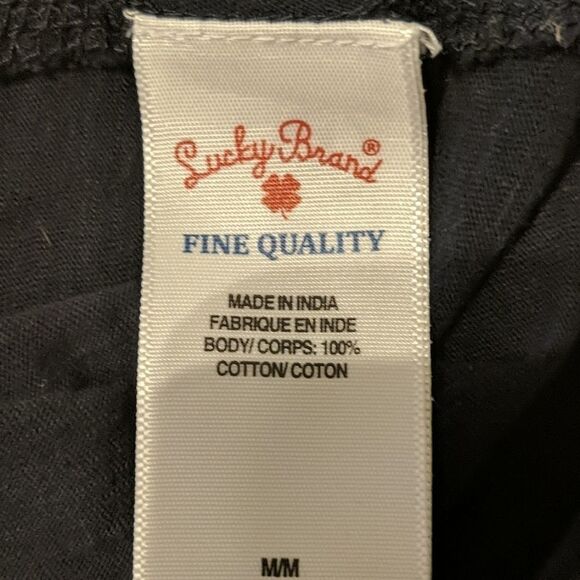 Lucky Brand®
FINE QUALITY
MADE IN INDIA
FABRIQUE EN INDE
BODY/ CORPS: 100%
COTTON/ COTON
M/M